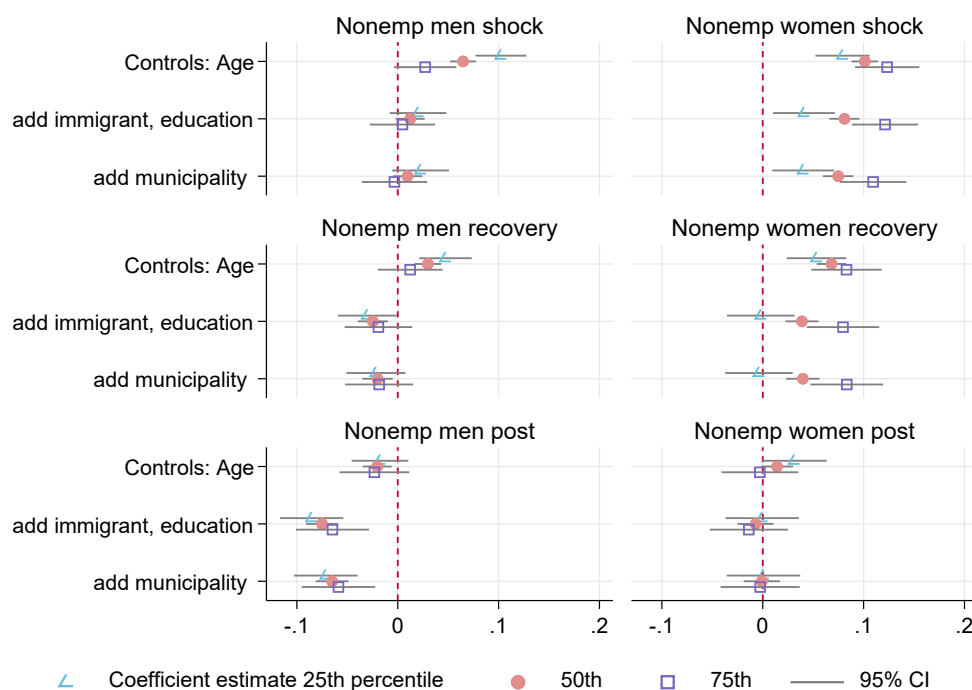 Nonemp men shock
Nonemp women shock
Controls: Age
add immigrant, education
add municipality
Nonemp men recovery
Nonemp women recovery
Controls: Age
add immigrant, education
add municipality
Nonemp men post
Nonemp women post
Controls: Age
add immigrant, education
add municipality
-.1 0 .1 .2
-.1 0 .1 .2
Coefficient estimate 25th percentile 50th 75th 95% CI